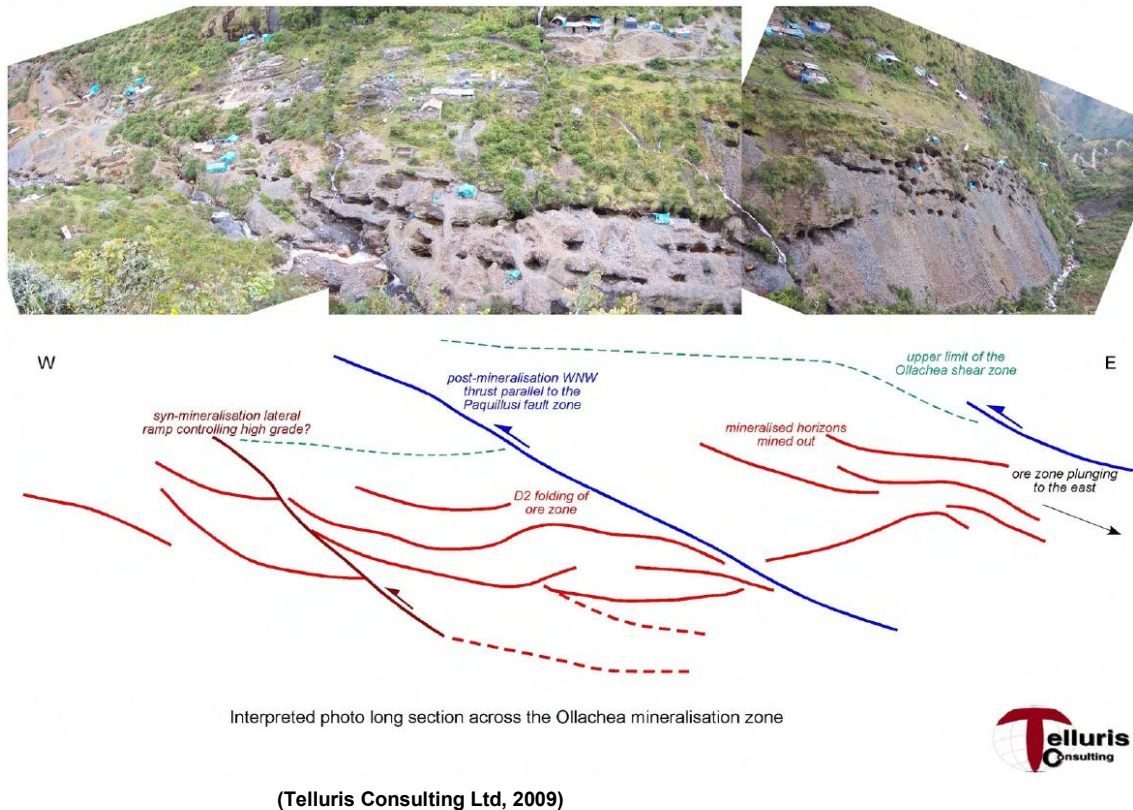 W
E
upper limit of the
Ollachea shear zone
post-mineralisation WNW
thrust parallel to the
Paquillusi fault zone
syn-mineralisation lateral
ramp controlling high grade?
mineralised horizons
mined out
ore zone plunging
to the east
D2 folding of
ore zone
Interpreted photo long section across the Ollachea mineralisation zone
Telluris
Consulting
(Telluris Consulting Ltd, 2009)